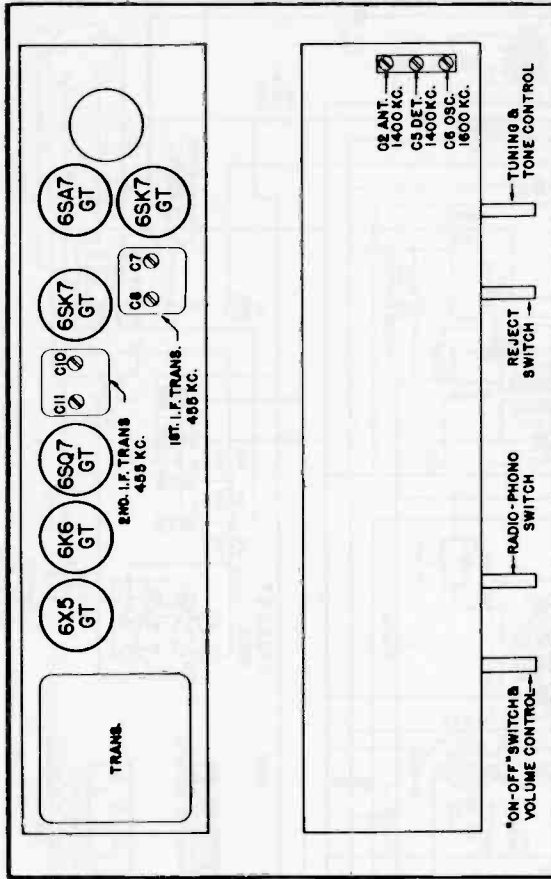 TRANS.
6X5
GT
6K6
GT
6SQ7
GT
2ND. I.F. TRANS
455 KC.
C11 C10
6SK7
GT
1ST. I.F. TRANS.
455 KC.
C8 C7
6SA7
GT
6SK7
GT
C2 ANT.
1400 KC.
C5 DET.
1400 KC.
C6 OSC.
1600 KC.
"ON-OFF" SWITCH &
VOLUME CONTROL
RADIO-PHONO
SWITCH
REJECT
SWITCH
TUNING &
TONE CONTROL